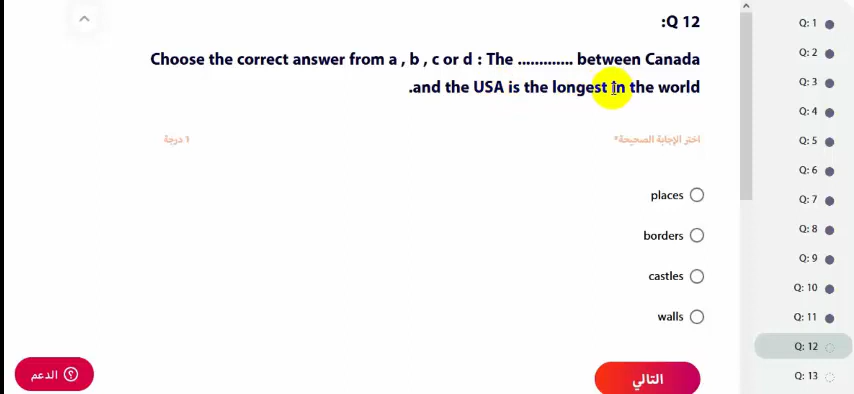 Q 12:
Choose the correct answer from a , b , c or d : The ............. between Canada
and the USA is the longest in the world.
اختر الإجابة الصحيحة*
1 درجة
places
borders
castles
walls
التالي
الدعم
Q: 1
Q: 2
Q: 3
Q: 4
Q: 5
Q: 6
Q: 7
Q: 8
Q: 9
Q: 10
Q: 11
Q: 12
Q: 13